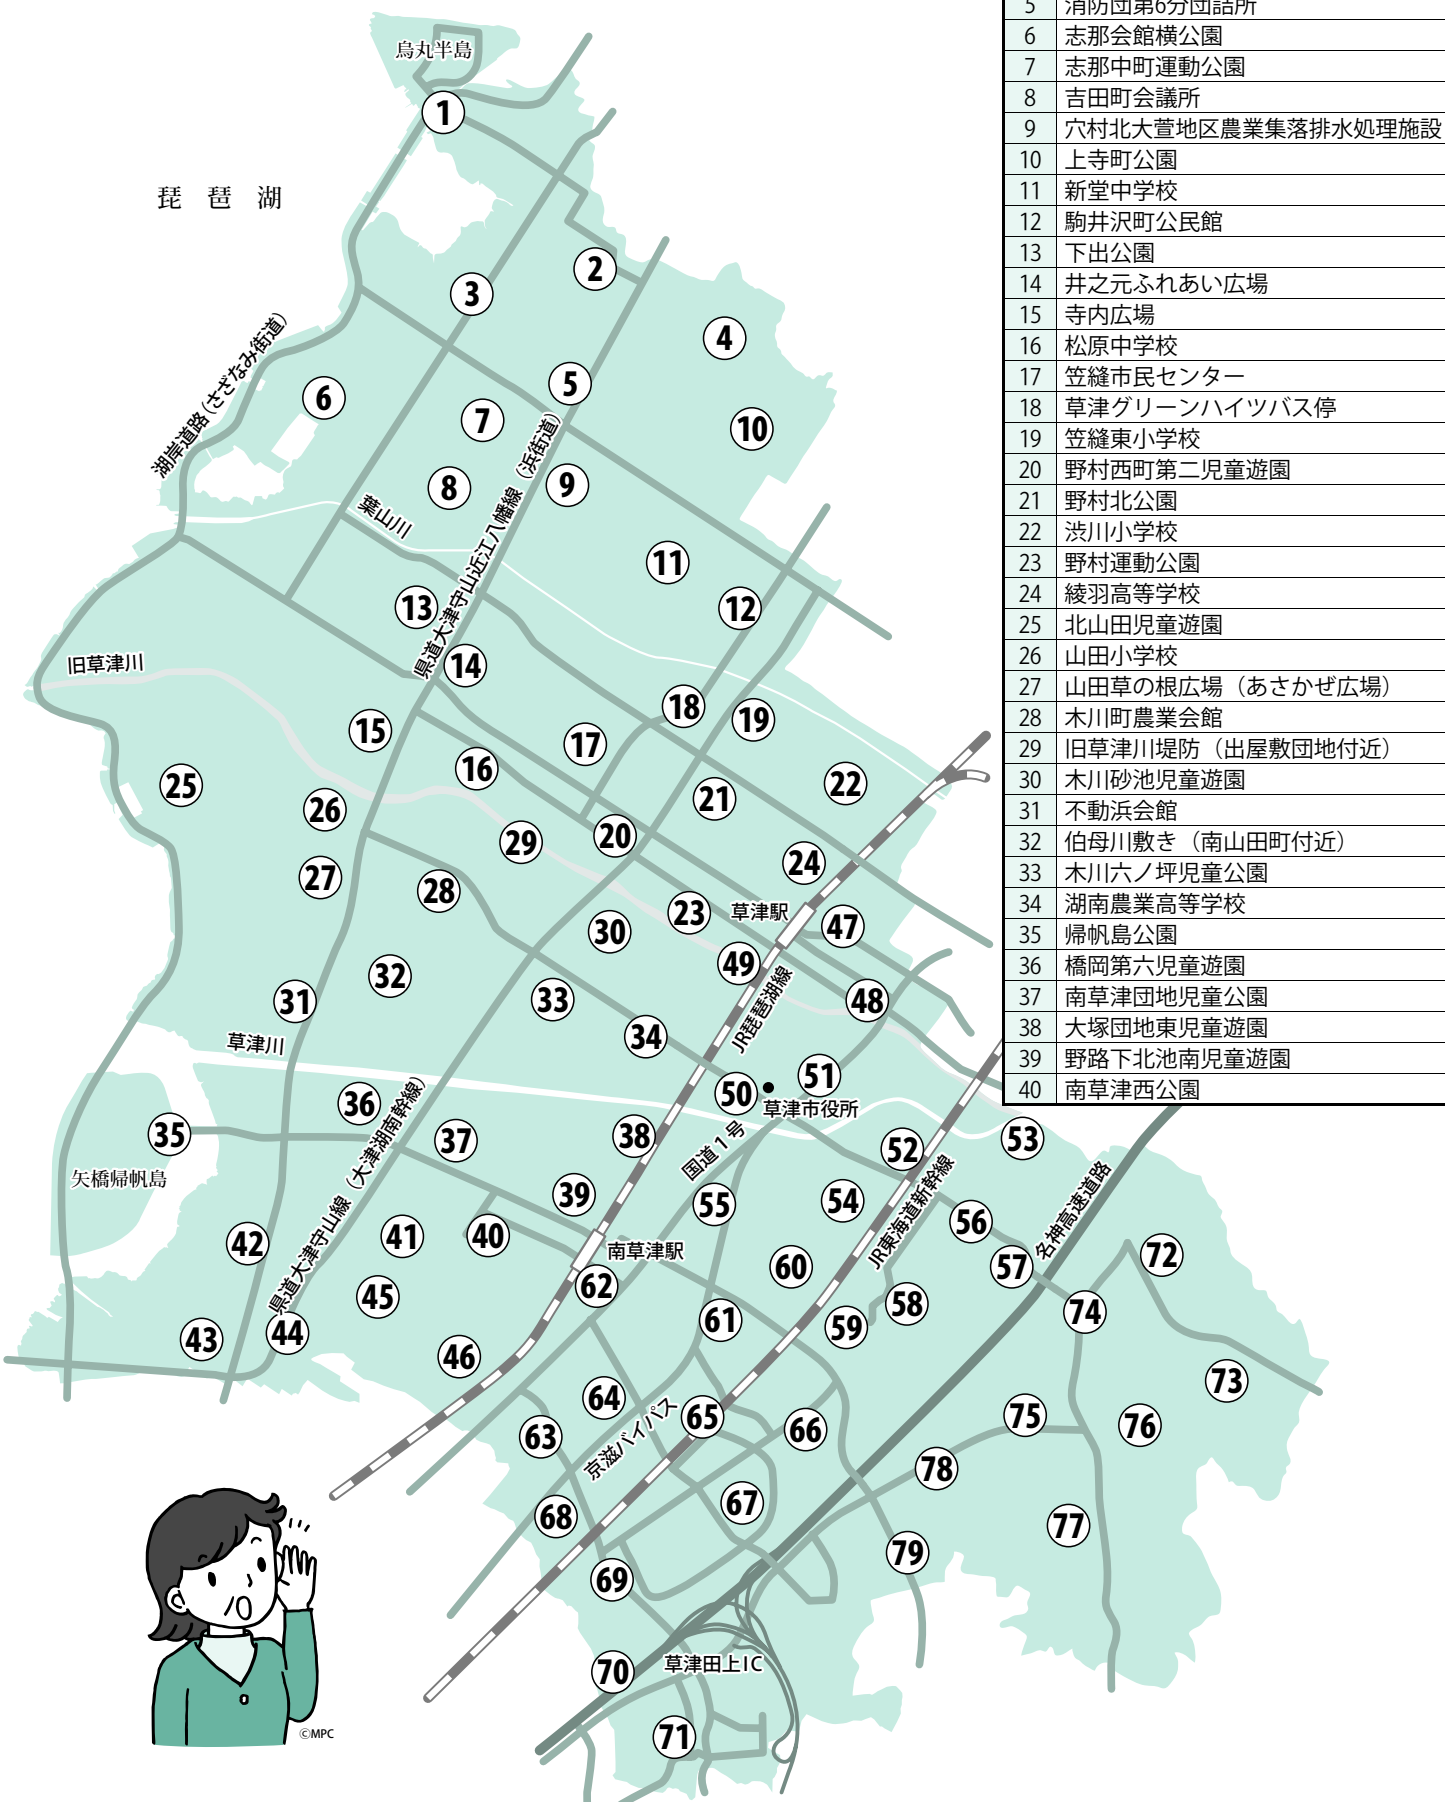 烏丸半島
琵琶湖
湖岸道路(さざなみ街道)
葉山川
県道大津守山近江八幡線（浜街道）
旧草津川
草津駅
JR琵琶湖線
草津川
草津市役所
国道1号
矢橋帰帆島
県道大津守山線（大津湖南幹線）
南草津駅
JR東海道新幹線
名神高速道路
京滋バイパス
草津田上IC
1
2
3
4
5
6
7
8
9
10
11
12
13
14
15
16
17
18
19
20
21
22
23
24
25
26
27
28
29
30
31
32
33
34
35
36
37
38
39
40
41
42
43
44
45
46
47
48
49
50
51
52
53
54
55
56
57
58
59
60
61
62
63
64
65
66
67
68
69
70
71
72
73
74
75
76
77
78
79
©MPC
5 消防団第6分団詰所
6 志那会館横公園
7 志那中町運動公園
8 吉田町会議所
9 穴村北大萱地区農業集落排水処理施設
10 上寺町公園
11 新堂中学校
12 駒井沢町公民館
13 下出公園
14 井之元ふれあい広場
15 寺内広場
16 松原中学校
17 笠縫市民センター
18 草津グリーンハイツバス停
19 笠縫東小学校
20 野村西町第二児童遊園
21 野村北公園
22 渋川小学校
23 野村運動公園
24 綾羽高等学校
25 北山田児童遊園
26 山田小学校
27 山田草の根広場（あさかぜ広場）
28 木川町農業会館
29 旧草津川堤防（出屋敷団地付近）
30 木川砂池児童遊園
31 不動浜会館
32 伯母川敷き（南山田町付近）
33 木川六ノ坪児童公園
34 湖南農業高等学校
35 帰帆島公園
36 橋岡第六児童遊園
37 南草津団地児童公園
38 大塚団地東児童遊園
39 野路下北池南児童遊園
40 南草津西公園